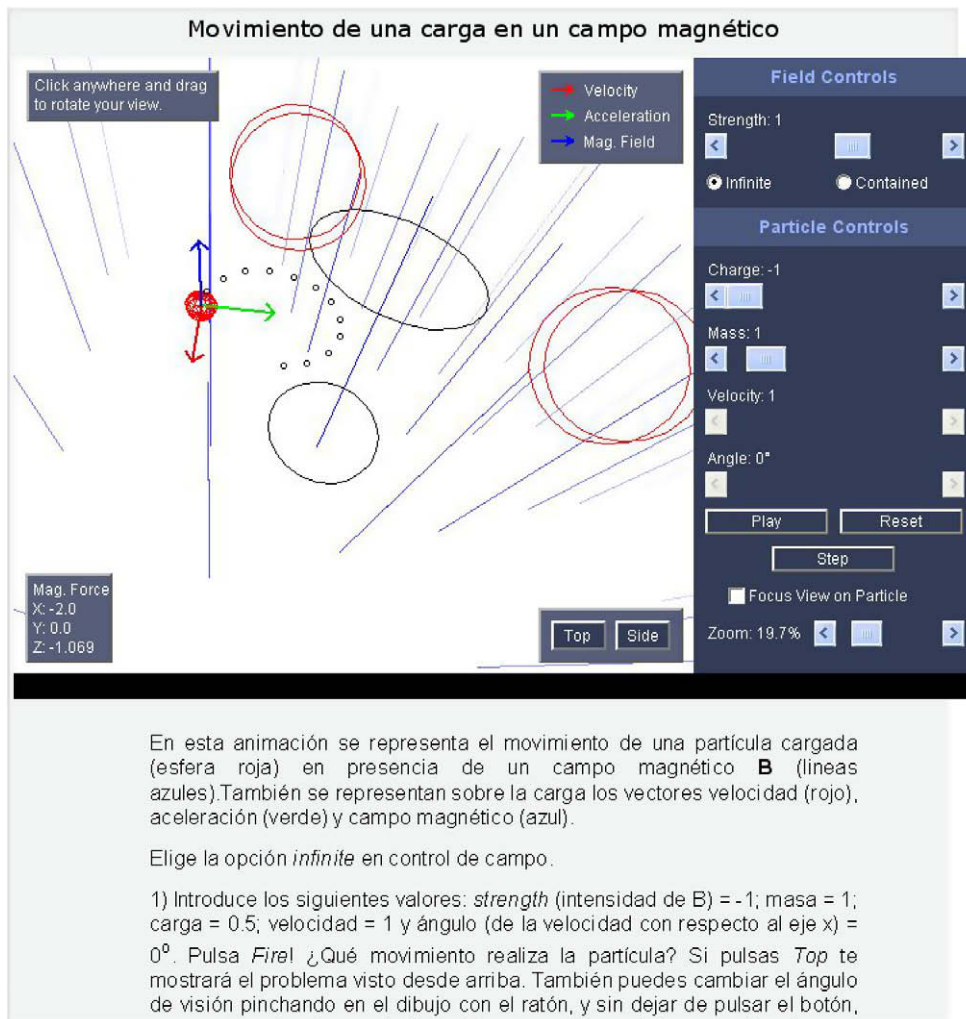 Movimiento de una carga en un campo magnético
Click anywhere and drag
to rotate your view.
Velocity
Acceleration
Mag. Field
Field Controls
Strength: 1
Infinite
Contained
Particle Controls
Charge: -1
Mass: 1
Velocity: 1
Angle: 0°
Play
Reset
Step
Focus View on Particle
Zoom: 19.7%
Mag. Force
X: -2.0
Y: 0.0
Z: -1.069
Top
Side
En esta animación se representa el movimiento de una partícula cargada
(esfera roja) en presencia de un campo magnético B (lineas
azules).También se representan sobre la carga los vectores velocidad (rojo),
aceleración (verde) y campo magnético (azul).
Elige la opción infinite en control de campo.
1) Introduce los siguientes valores: strength (intensidad de B) = -1; masa = 1;
carga = 0.5; velocidad = 1 y ángulo (de la velocidad con respecto al eje x) =
0º. Pulsa Fire! ¿Qué movimiento realiza la partícula? Si pulsas Top te
mostrará el problema visto desde arriba. También puedes cambiar el ángulo
de visión pinchando en el dibujo con el ratón, y sin dejar de pulsar el botón,